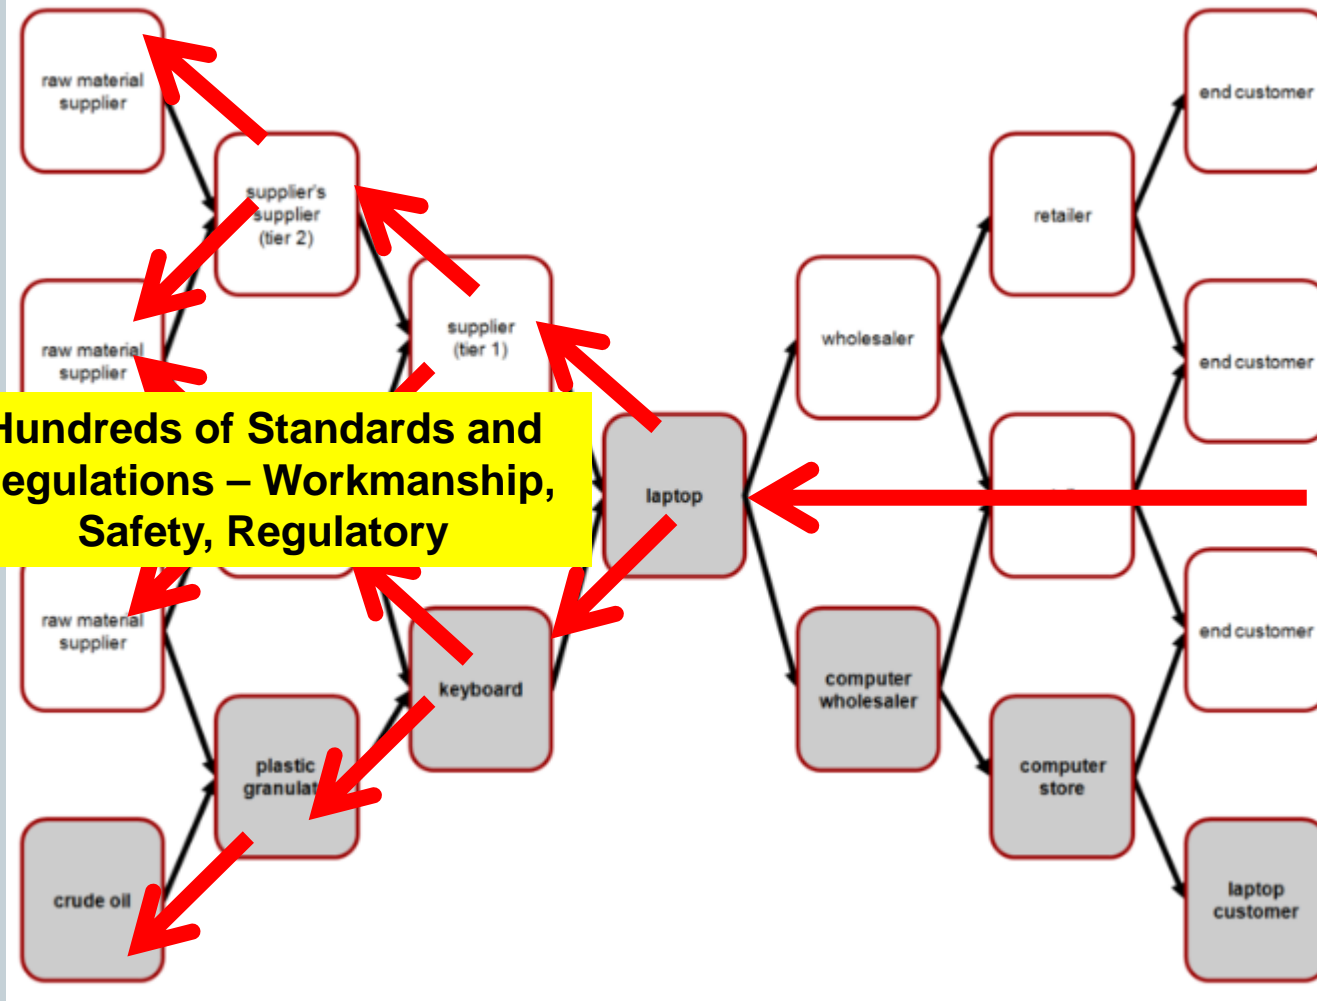 raw material
supplier
supplier's
supplier
(tier 2)
raw material
supplier
supplier
(tier 1)
Hundreds of Standards and
egulations – Workmanship,
Safety, Regulatory
raw material
supplier
plastic
granulat
crude oil
keyboard
laptop
wholesaler
computer
wholesaler
retailer
computer
store
end customer
end customer
end customer
laptop
customer